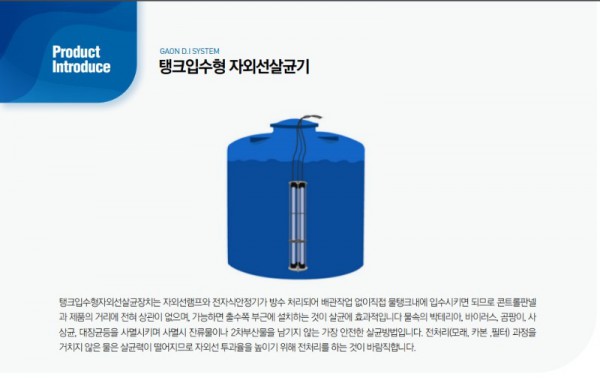 Product
Introduce
GAON D.I SYSTEM
탱크입수형 자외선살균기
탱크입수형자외선살균장치는 자외선램프와 전자식안정기가 방수 처리되어 배관작업 없이직접 물탱크내에 입수시키면 되므로 콘트롤판넬
과 제품의 거리에 전혀 상관이 없으며, 가능하면 출수쪽 부근에 설치하는 것이 살균에 효과적입니다 물속의 박테리아, 바이러스, 곰팡이, 사
상균, 대장균등을 사멸시키며 사멸시 잔류물이나 2차부산물을 남기지 않는 가장 안전한 살균방법입니다. 전처리(모래, 카본 ,필터) 과정을
거치지 않은 물은 살균력이 떨어지므로 자외선 투과율을 높이기 위해 전처리를 하는 것이 바람직합니다.